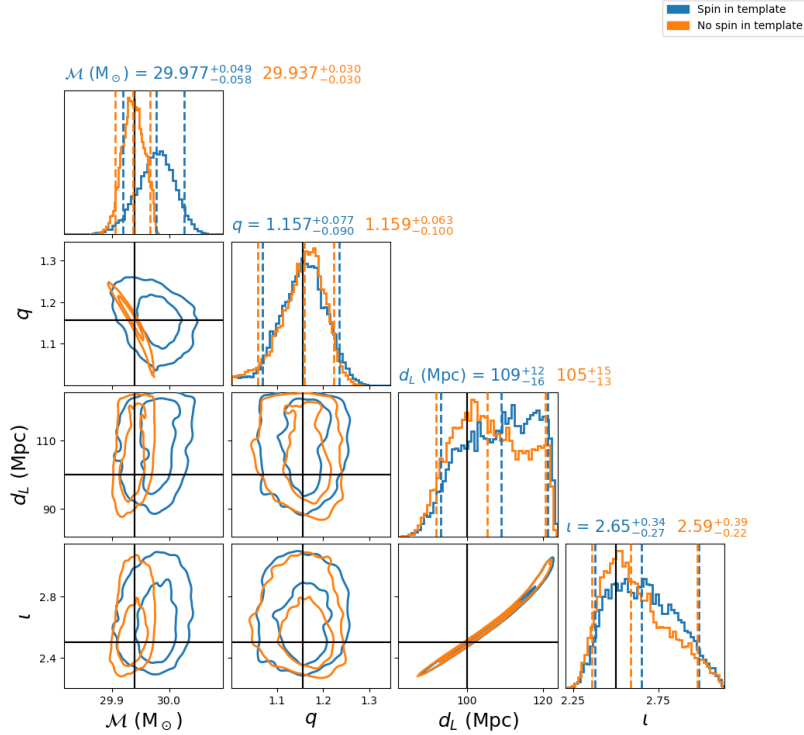 Spin in template
No spin in template
ℳ (M⊙) = 29.977 +0.049 −0.058 29.937 +0.030 −0.030
q = 1.157 +0.077 −0.090 1.159 +0.063 −0.100
d_L (Mpc) = 109 +12 −16 105 +15 −13
ι = 2.65 +0.34 −0.27 2.59 +0.39 −0.22
1.3
1.2
1.1
q
110
90
d_L (Mpc)
2.8
2.4
ι
29.9 30.0 1.1 1.2 1.3 100 120 2.25 2.75
ℳ (M⊙) q d_L (Mpc) ι